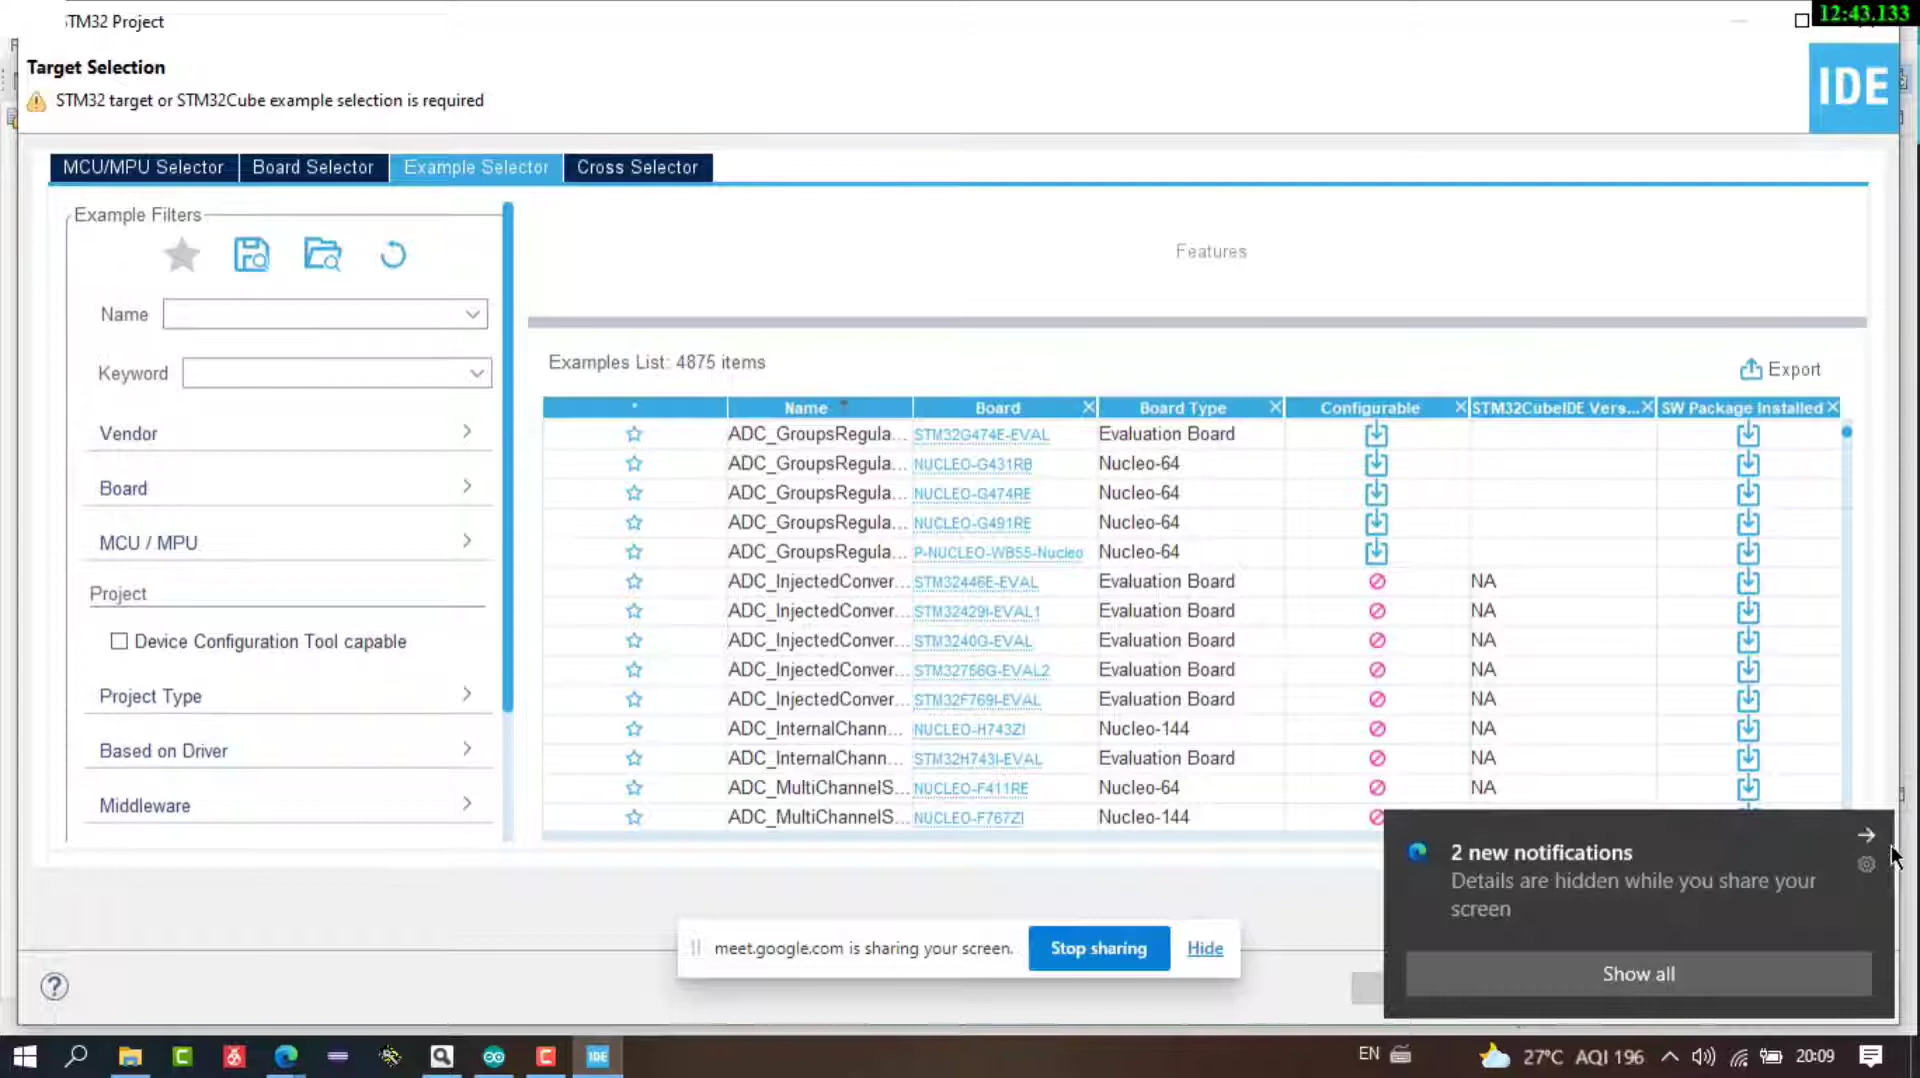 STM32 Project
12:43.133
Target Selection
STM32 target or STM32Cube example selection is required
IDE
MCU/MPU Selector Board Selector Example Selector Cross Selector
Example Filters
Features
Name
Keyword
Examples List: 4875 items
Export
* Name Board Board Type Configurable STM32CubeIDE Vers... SW Package Installed
ADC_GroupsRegula... STM32G474E-EVAL Evaluation Board
ADC_GroupsRegula... NUCLEO-G431RB Nucleo-64
ADC_GroupsRegula... NUCLEO-G474RE Nucleo-64
ADC_GroupsRegula... NUCLEO-G491RE Nucleo-64
ADC_GroupsRegula... P-NUCLEO-WB55-Nucleo Nucleo-64
ADC_InjectedConver... STM32446E-EVAL Evaluation Board NA
ADC_InjectedConver... STM32429I-EVAL1 Evaluation Board NA
ADC_InjectedConver... STM3240G-EVAL Evaluation Board NA
ADC_InjectedConver... STM32756G-EVAL2 Evaluation Board NA
ADC_InjectedConver... STM32F769I-EVAL Evaluation Board NA
ADC_InternalChann... NUCLEO-H743ZI Nucleo-144 NA
ADC_InternalChann... STM32H743I-EVAL Evaluation Board NA
ADC_MultiChannelS... NUCLEO-F411RE Nucleo-64 NA
ADC_MultiChannelS... NUCLEO-F767ZI Nucleo-144
Vendor
Board
MCU / MPU
Project
Device Configuration Tool capable
Project Type
Based on Driver
Middleware
2 new notifications
Details are hidden while you share your
screen
Show all
meet.google.com is sharing your screen. Stop sharing Hide
IDE
EN 27°C AQI 196 20:09